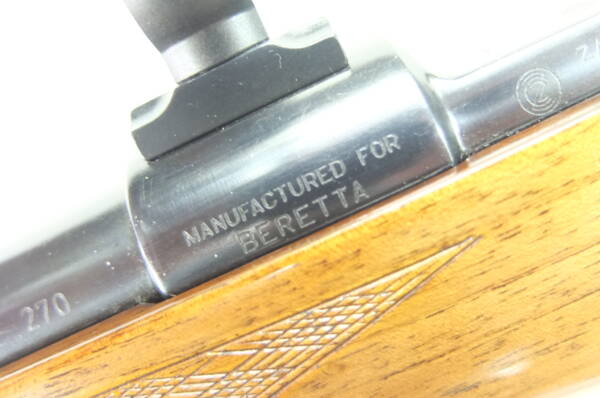 MANUFACTURED FOR
BERETTA
270
Z